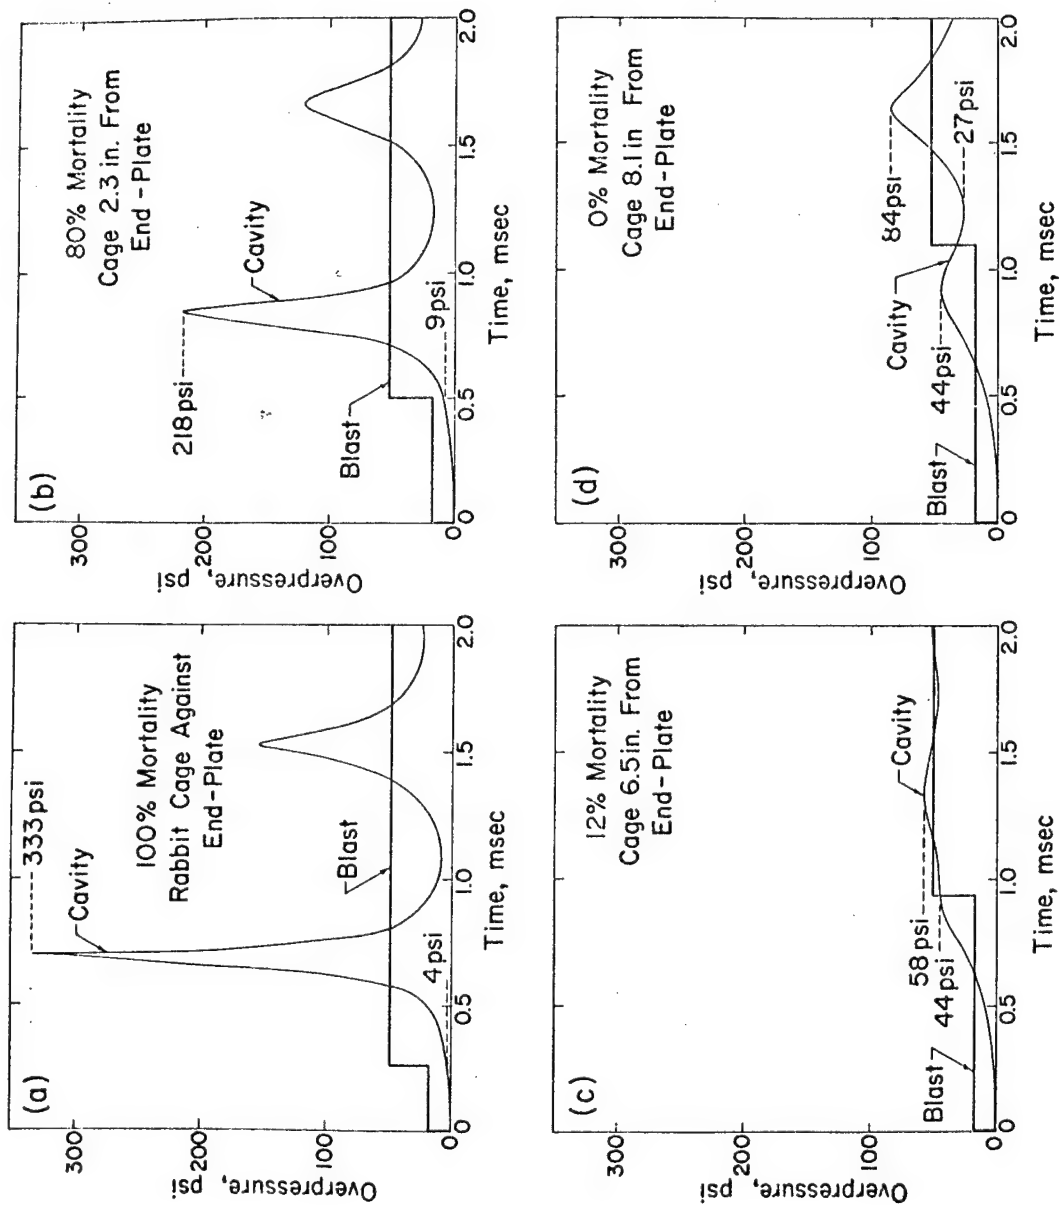 (a)
333psi
Cavity
100% Mortality
Rabbit Cage Against
End-Plate
Blast
4psi
300
200
100
0
Overpressure, psi
0.5
1.0
1.5
2.0
Time, msec
(b)
80% Mortality
Cage 2.3 in. From
End-Plate
218psi
Cavity
Blast
9psi
300
200
100
0
Overpressure, psi
0
0.5
1.0
1.5
2.0
Time, msec
(c)
12% Mortality
Cage 6.5 in. From
End-Plate
Cavity
58psi
44psi
Blast
300
200
100
0
Overpressure, psi
0.5
1.0
1.5
2.0
Time, msec
(d)
0% Mortality
Cage 8.1 in From
End-Plate
84psi
Cavity
44psi
27psi
Blast
300
200
100
0
Overpressure, psi
0
0.5
1.0
1.5
2.0
Time, msec